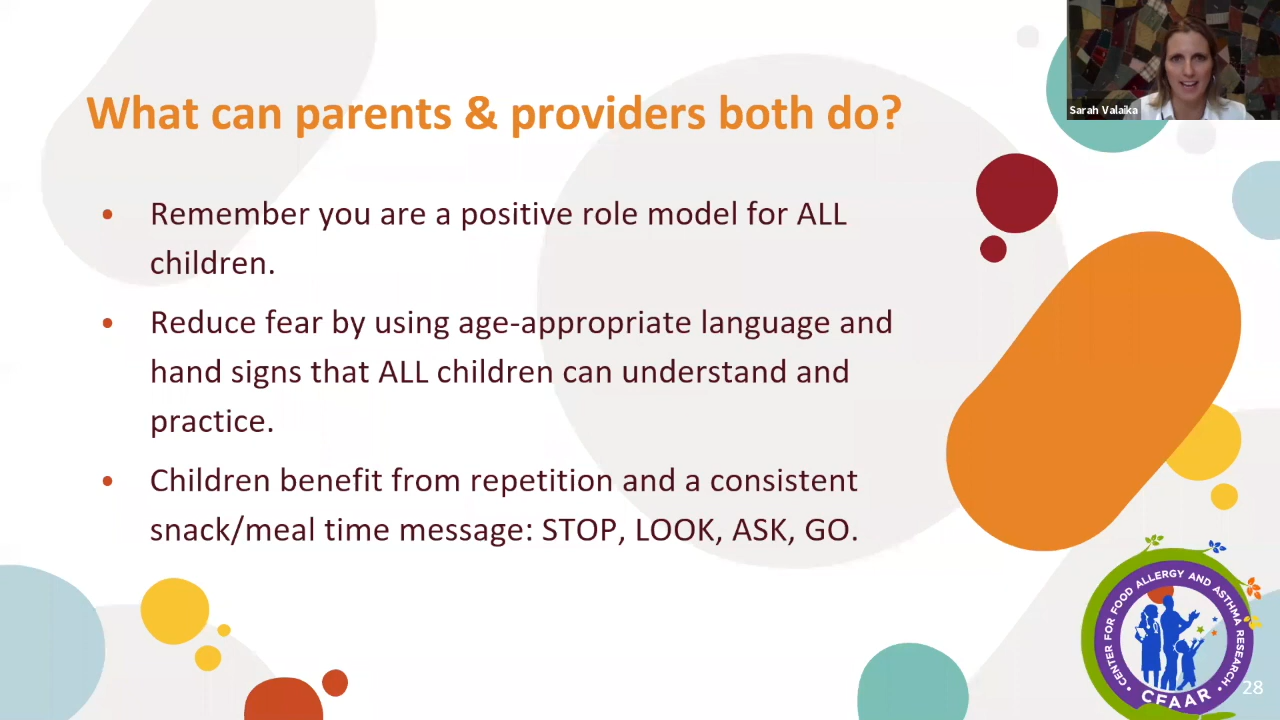 Sarah Valaika
What can parents & providers both do?
• Remember you are a positive role model for ALL
children.
• Reduce fear by using age-appropriate language and
hand signs that ALL children can understand and
practice.
• Children benefit from repetition and a consistent
snack/meal time message: STOP, LOOK, ASK, GO.
• CENTER FOR FOOD ALLERGY AND ASTHMA RESEARCH •
CFAAR
28